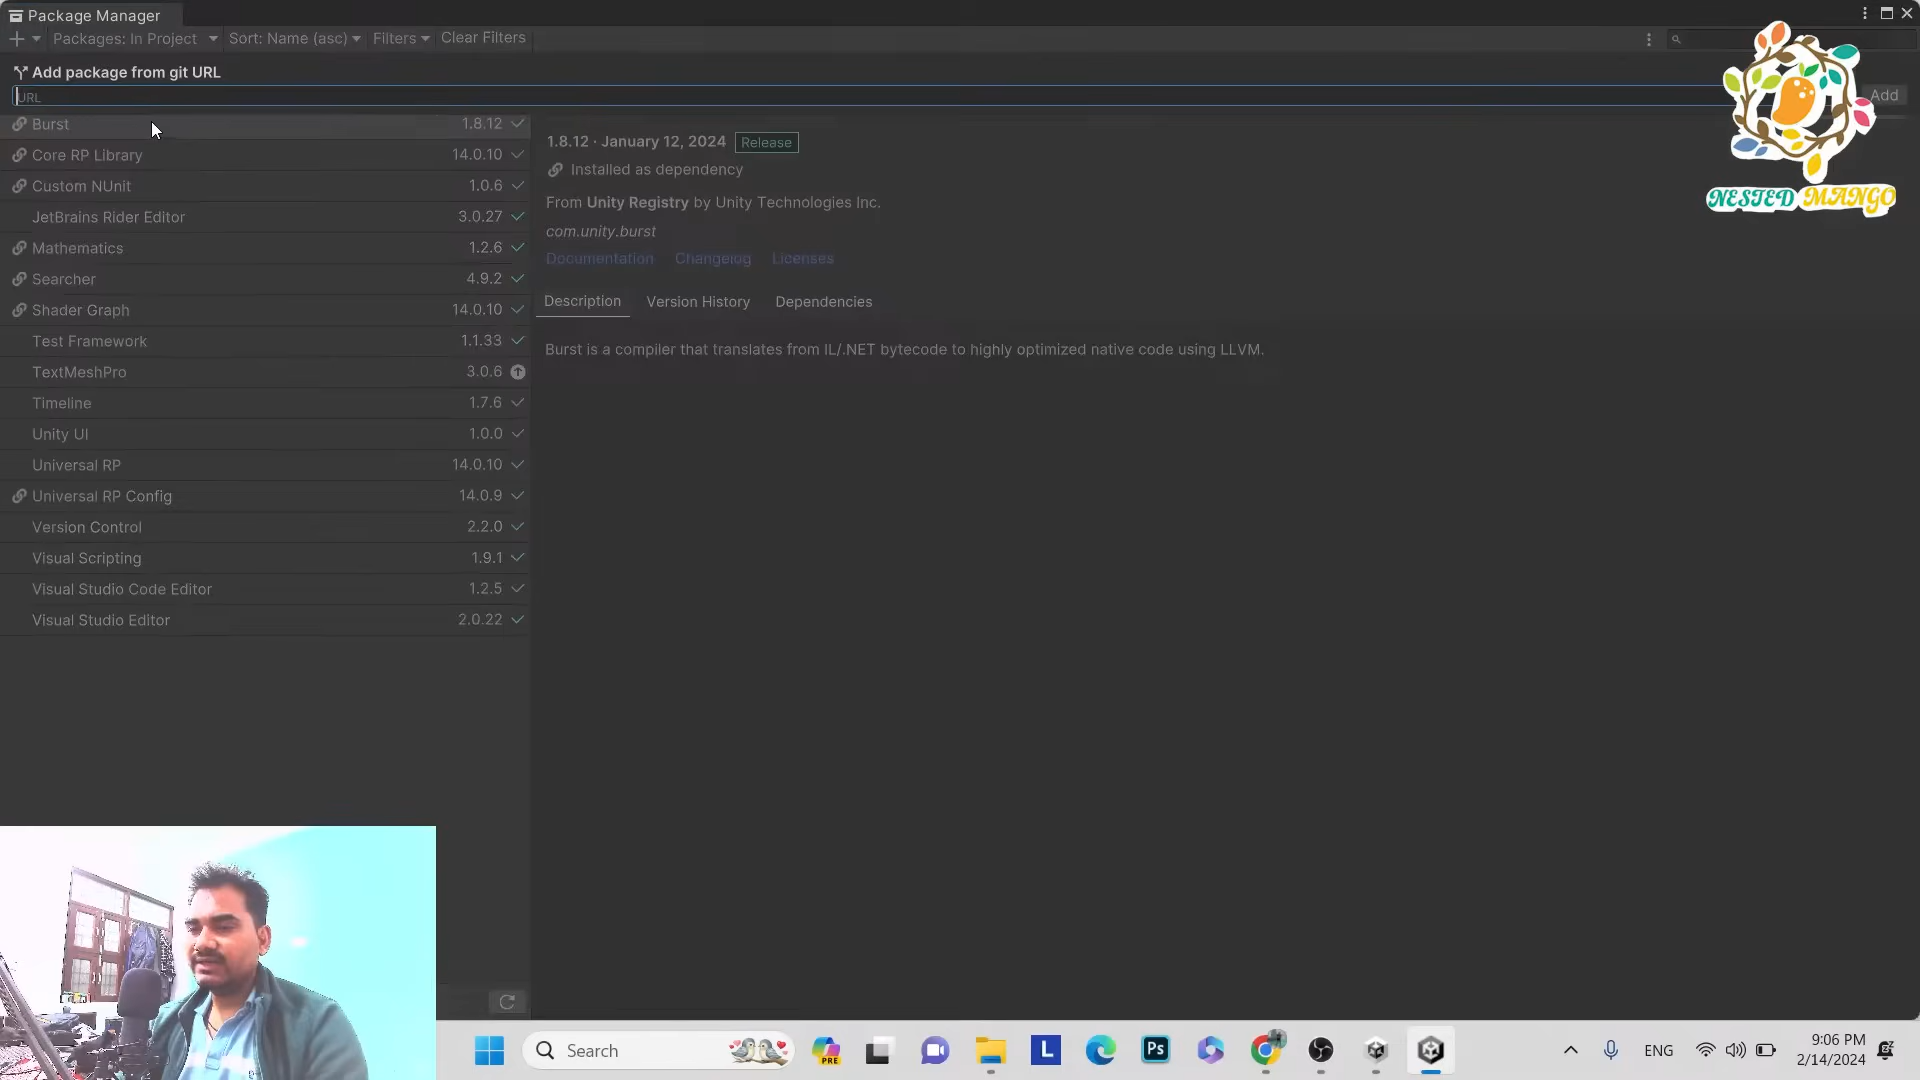 Package Manager
Packages: In Project
Sort: Name (asc)
Filters
Clear Filters
Add package from git URL
URL
Add
Burst 1.8.12
Core RP Library 14.0.10
Custom NUnit 1.0.6
JetBrains Rider Editor 3.0.27
Mathematics 1.2.6
Searcher 4.9.2
Shader Graph 14.0.10
Test Framework 1.1.33
TextMeshPro 3.0.6
Timeline 1.7.6
Unity UI 1.0.0
Universal RP 14.0.10
Universal RP Config 14.0.9
Version Control 2.2.0
Visual Scripting 1.9.1
Visual Studio Code Editor 1.2.5
Visual Studio Editor 2.0.22
1.8.12 · January 12, 2024 Release
Installed as dependency
From Unity Registry by Unity Technologies Inc.
com.unity.burst
Documentation Changelog Licenses
Description Version History Dependencies
Burst is a compiler that translates from IL/.NET bytecode to highly optimized native code using LLVM.
NESTED MANGO
Search
PRE
L
Ps
ENG
9:06 PM
2/14/2024